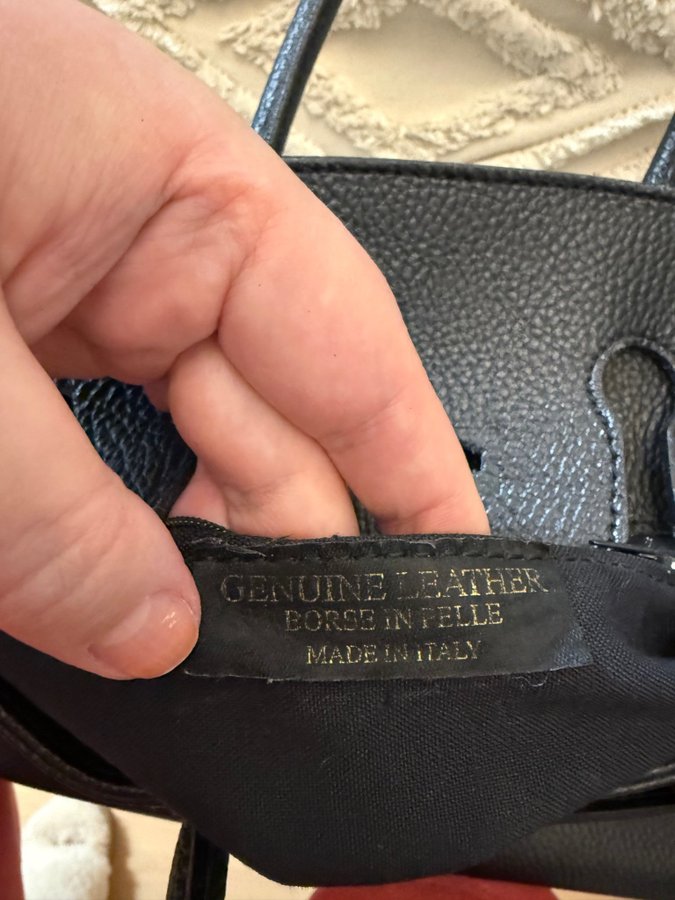 GENUINE LEATHER
BORSE IN PELLE
MADE IN ITALY